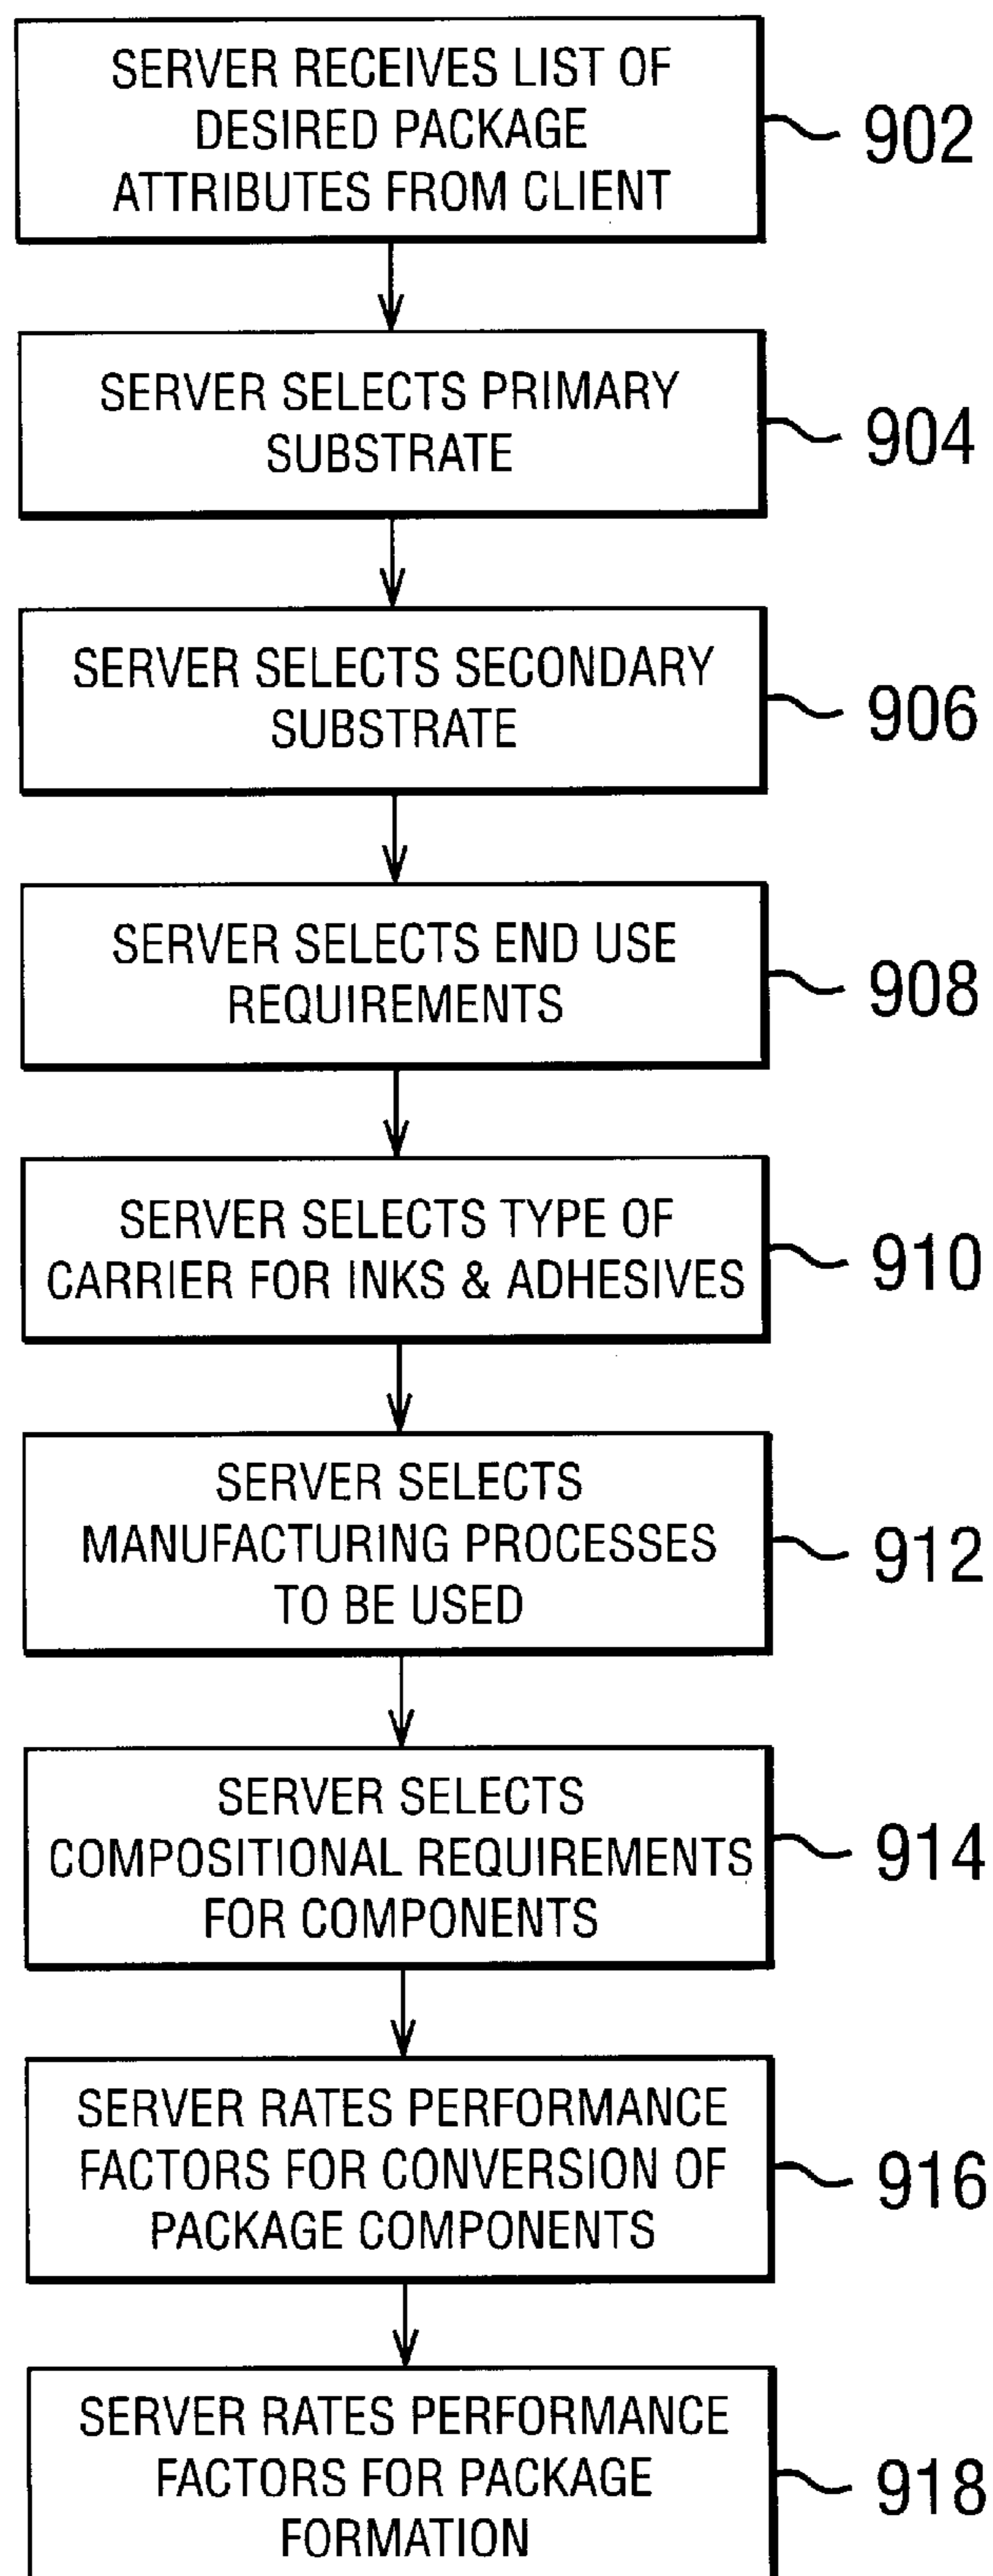 SERVER RECEIVES LIST OF
DESIRED PACKAGE
ATTRIBUTES FROM CLIENT
902
SERVER SELECTS PRIMARY
SUBSTRATE
904
SERVER SELECTS SECONDARY
SUBSTRATE
906
SERVER SELECTS END USE
REQUIREMENTS
908
SERVER SELECTS TYPE OF
CARRIER FOR INKS & ADHESIVES
910
SERVER SELECTS
MANUFACTURING PROCESSES
TO BE USED
912
SERVER SELECTS
COMPOSITIONAL REQUIREMENTS
FOR COMPONENTS
914
SERVER RATES PERFORMANCE
FACTORS FOR CONVERSION OF
PACKAGE COMPONENTS
916
SERVER RATES PERFORMANCE
FACTORS FOR PACKAGE
FORMATION
918